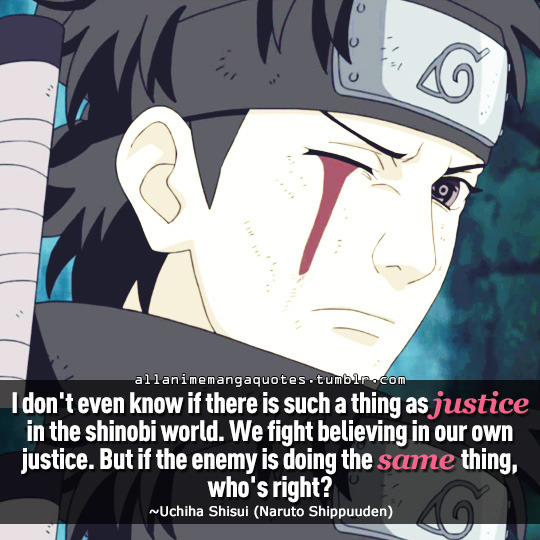 allanimemangaquotes.tumblr.com
I don't even know if there is such a thing as justice
in the shinobi world. We fight believing in our own
justice. But if the enemy is doing the same thing,
who's right?
~Uchiha Shisui (Naruto Shippuuden)